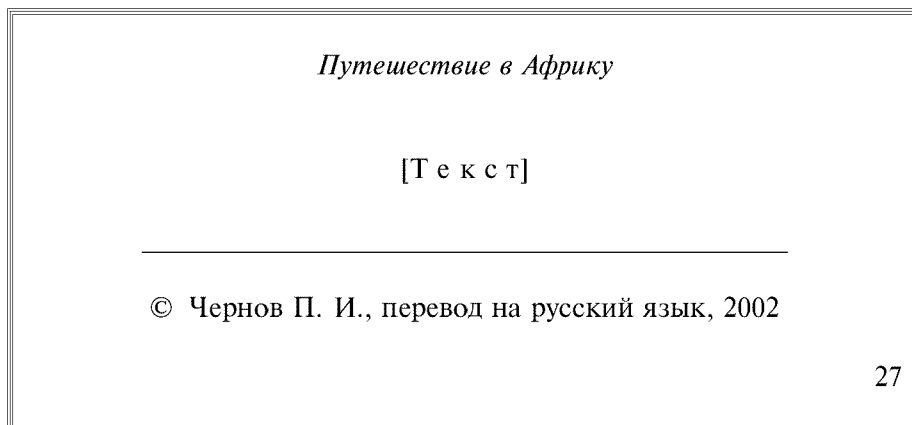 Путешествие в Африку
[Т е к с т]
© Чернов П. И., перевод на русский язык, 2002
27